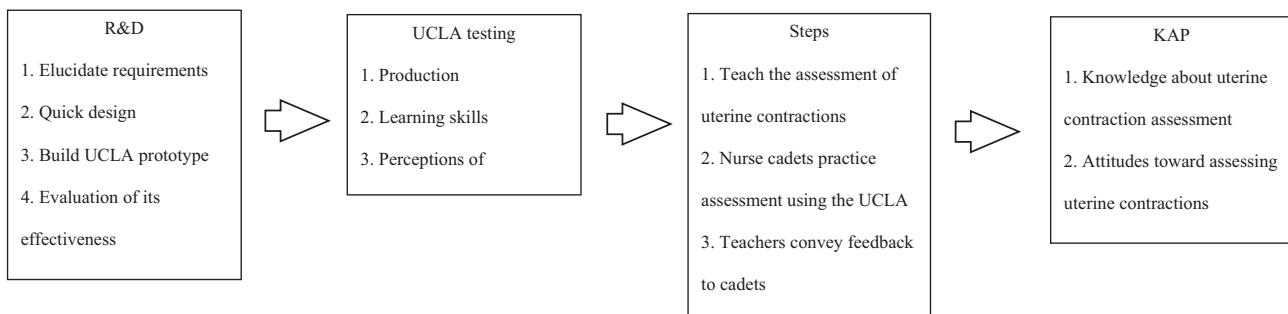 R&D
1. Elucidate requirements
2. Quick design
3. Build UCLA prototype
4. Evaluation of its
effectiveness
UCLA testing
1. Production
2. Learning skills
3. Perceptions of
Steps
1. Teach the assessment of
uterine contractions
2. Nurse cadets practice
assessment using the UCLA
3. Teachers convey feedback
to cadets
KAP
1. Knowledge about uterine
contraction assessment
2. Attitudes toward assessing
uterine contractions